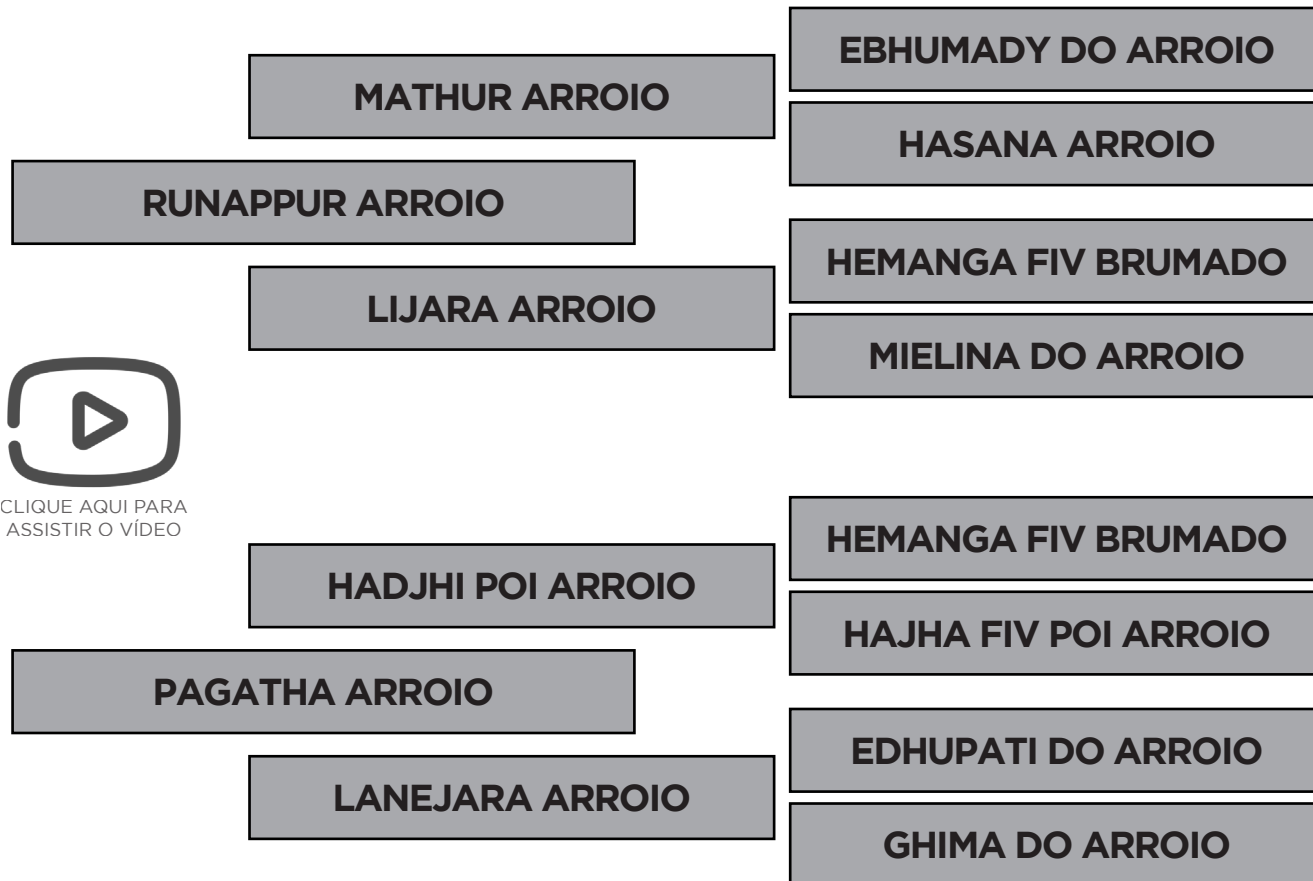 EBHUMADY DO ARROIO
MATHUR ARROIO
HASANA ARROIO
RUNAPPUR ARROIO
HEMANGA FIV BRUMADO
LIJARA ARROIO
MIELINA DO ARROIO
CLIQUE AQUI PARA
ASSISTIR O VÍDEO
HEMANGA FIV BRUMADO
HADJHI POI ARROIO
HAJHA FIV POI ARROIO
PAGATHA ARROIO
EDHUPATI DO ARROIO
LANEJARA ARROIO
GHIMA DO ARROIO